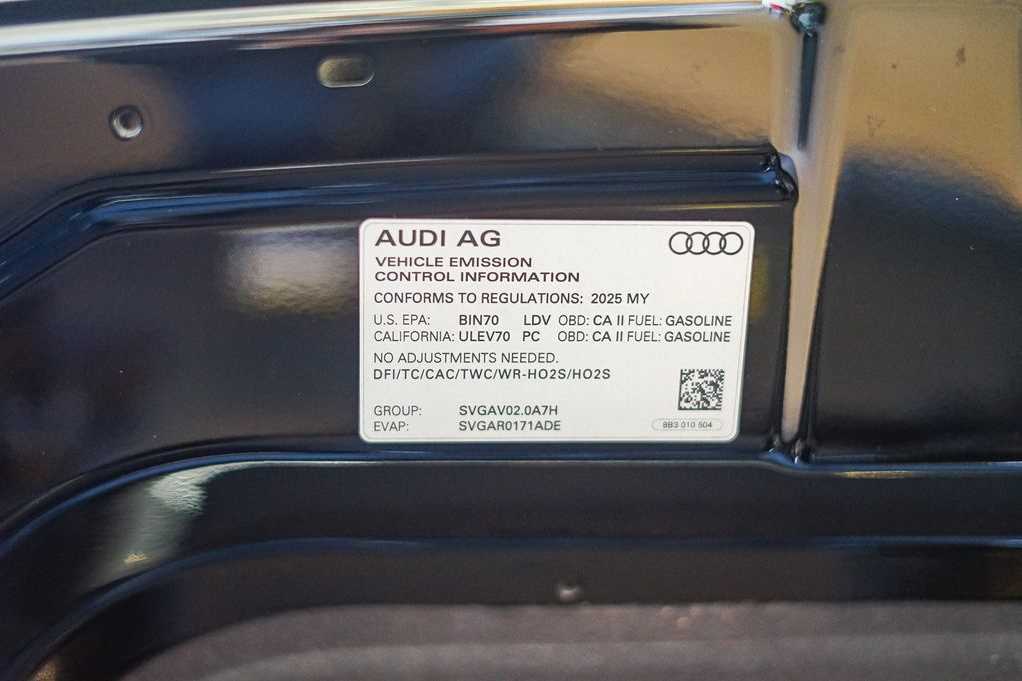 AUDI AG
VEHICLE EMISSION
CONTROL INFORMATION
CONFORMS TO REGULATIONS: 2025 MY
U.S. EPA: BIN70 LDV OBD: CA II FUEL: GASOLINE
CALIFORNIA: ULEV70 PC OBD: CA II FUEL: GASOLINE
NO ADJUSTMENTS NEEDED.
DFI/TC/CAC/TWC/WR-HO2S/HO2S
GROUP: SVGAV02.0A7H
EVAP: SVGAR0171ADE
8B3 010 504